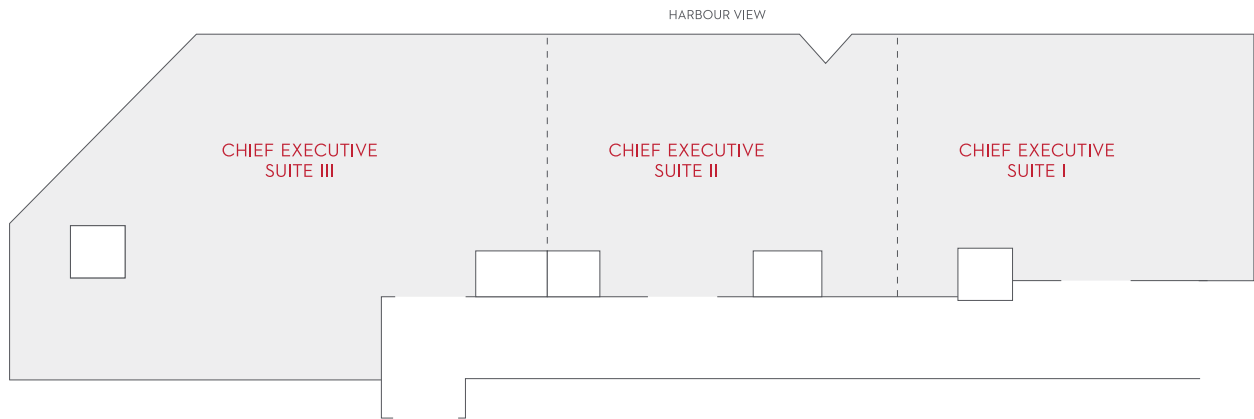 HARBOUR VIEW
CHIEF EXECUTIVE
SUITE III
CHIEF EXECUTIVE
SUITE II
CHIEF EXECUTIVE
SUITE I